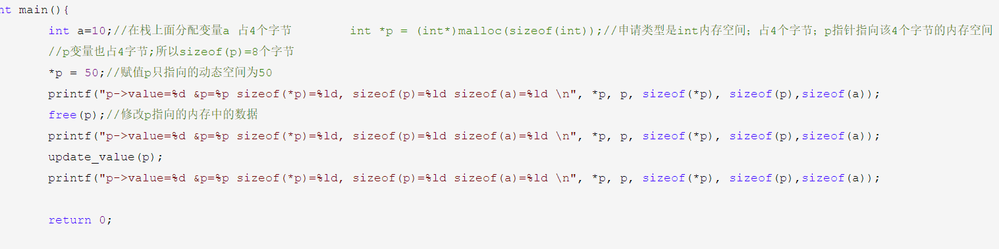 nt main(){
int a=10;//在栈上面分配变量a 占4个字节 int *p = (int*)malloc(sizeof(int));//申请类型是int内存空间；占4个字节；p指针指向该4个字节的内存空间
//p变量也占4字节;所以sizeof(p)=8个字节
*p = 50;//赋值p只指向的动态空间为50
printf("p->value=%d &p=%p sizeof(*p)=%ld, sizeof(p)=%ld sizeof(a)=%ld \n", *p, p, sizeof(*p), sizeof(p),sizeof(a));
free(p);//修改p指向的内存中的数据
printf("p->value=%d &p=%p sizeof(*p)=%ld, sizeof(p)=%ld sizeof(a)=%ld \n", *p, p, sizeof(*p), sizeof(p),sizeof(a));
update_value(p);
printf("p->value=%d &p=%p sizeof(*p)=%ld, sizeof(p)=%ld sizeof(a)=%ld \n", *p, p, sizeof(*p), sizeof(p),sizeof(a));
return 0;